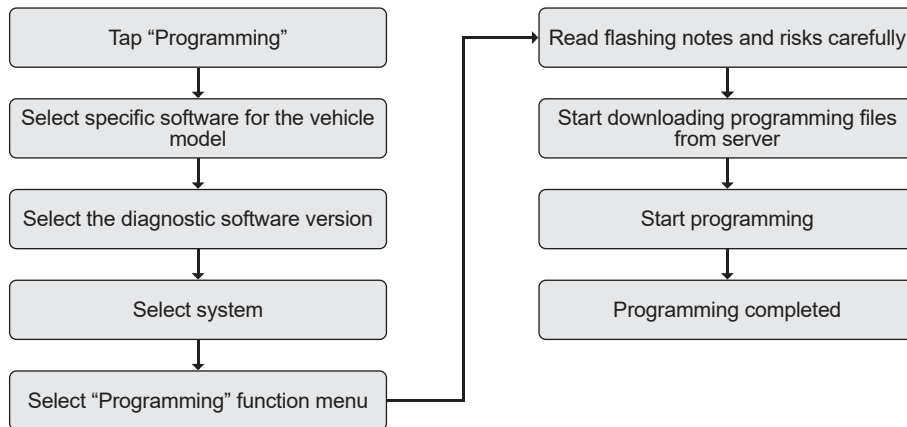 Tap “Programming”
Select specific software for the vehicle
model
Select the diagnostic software version
Select system
Select “Programming” function menu
Read flashing notes and risks carefully
Start downloading programming files
from server
Start programming
Programming completed